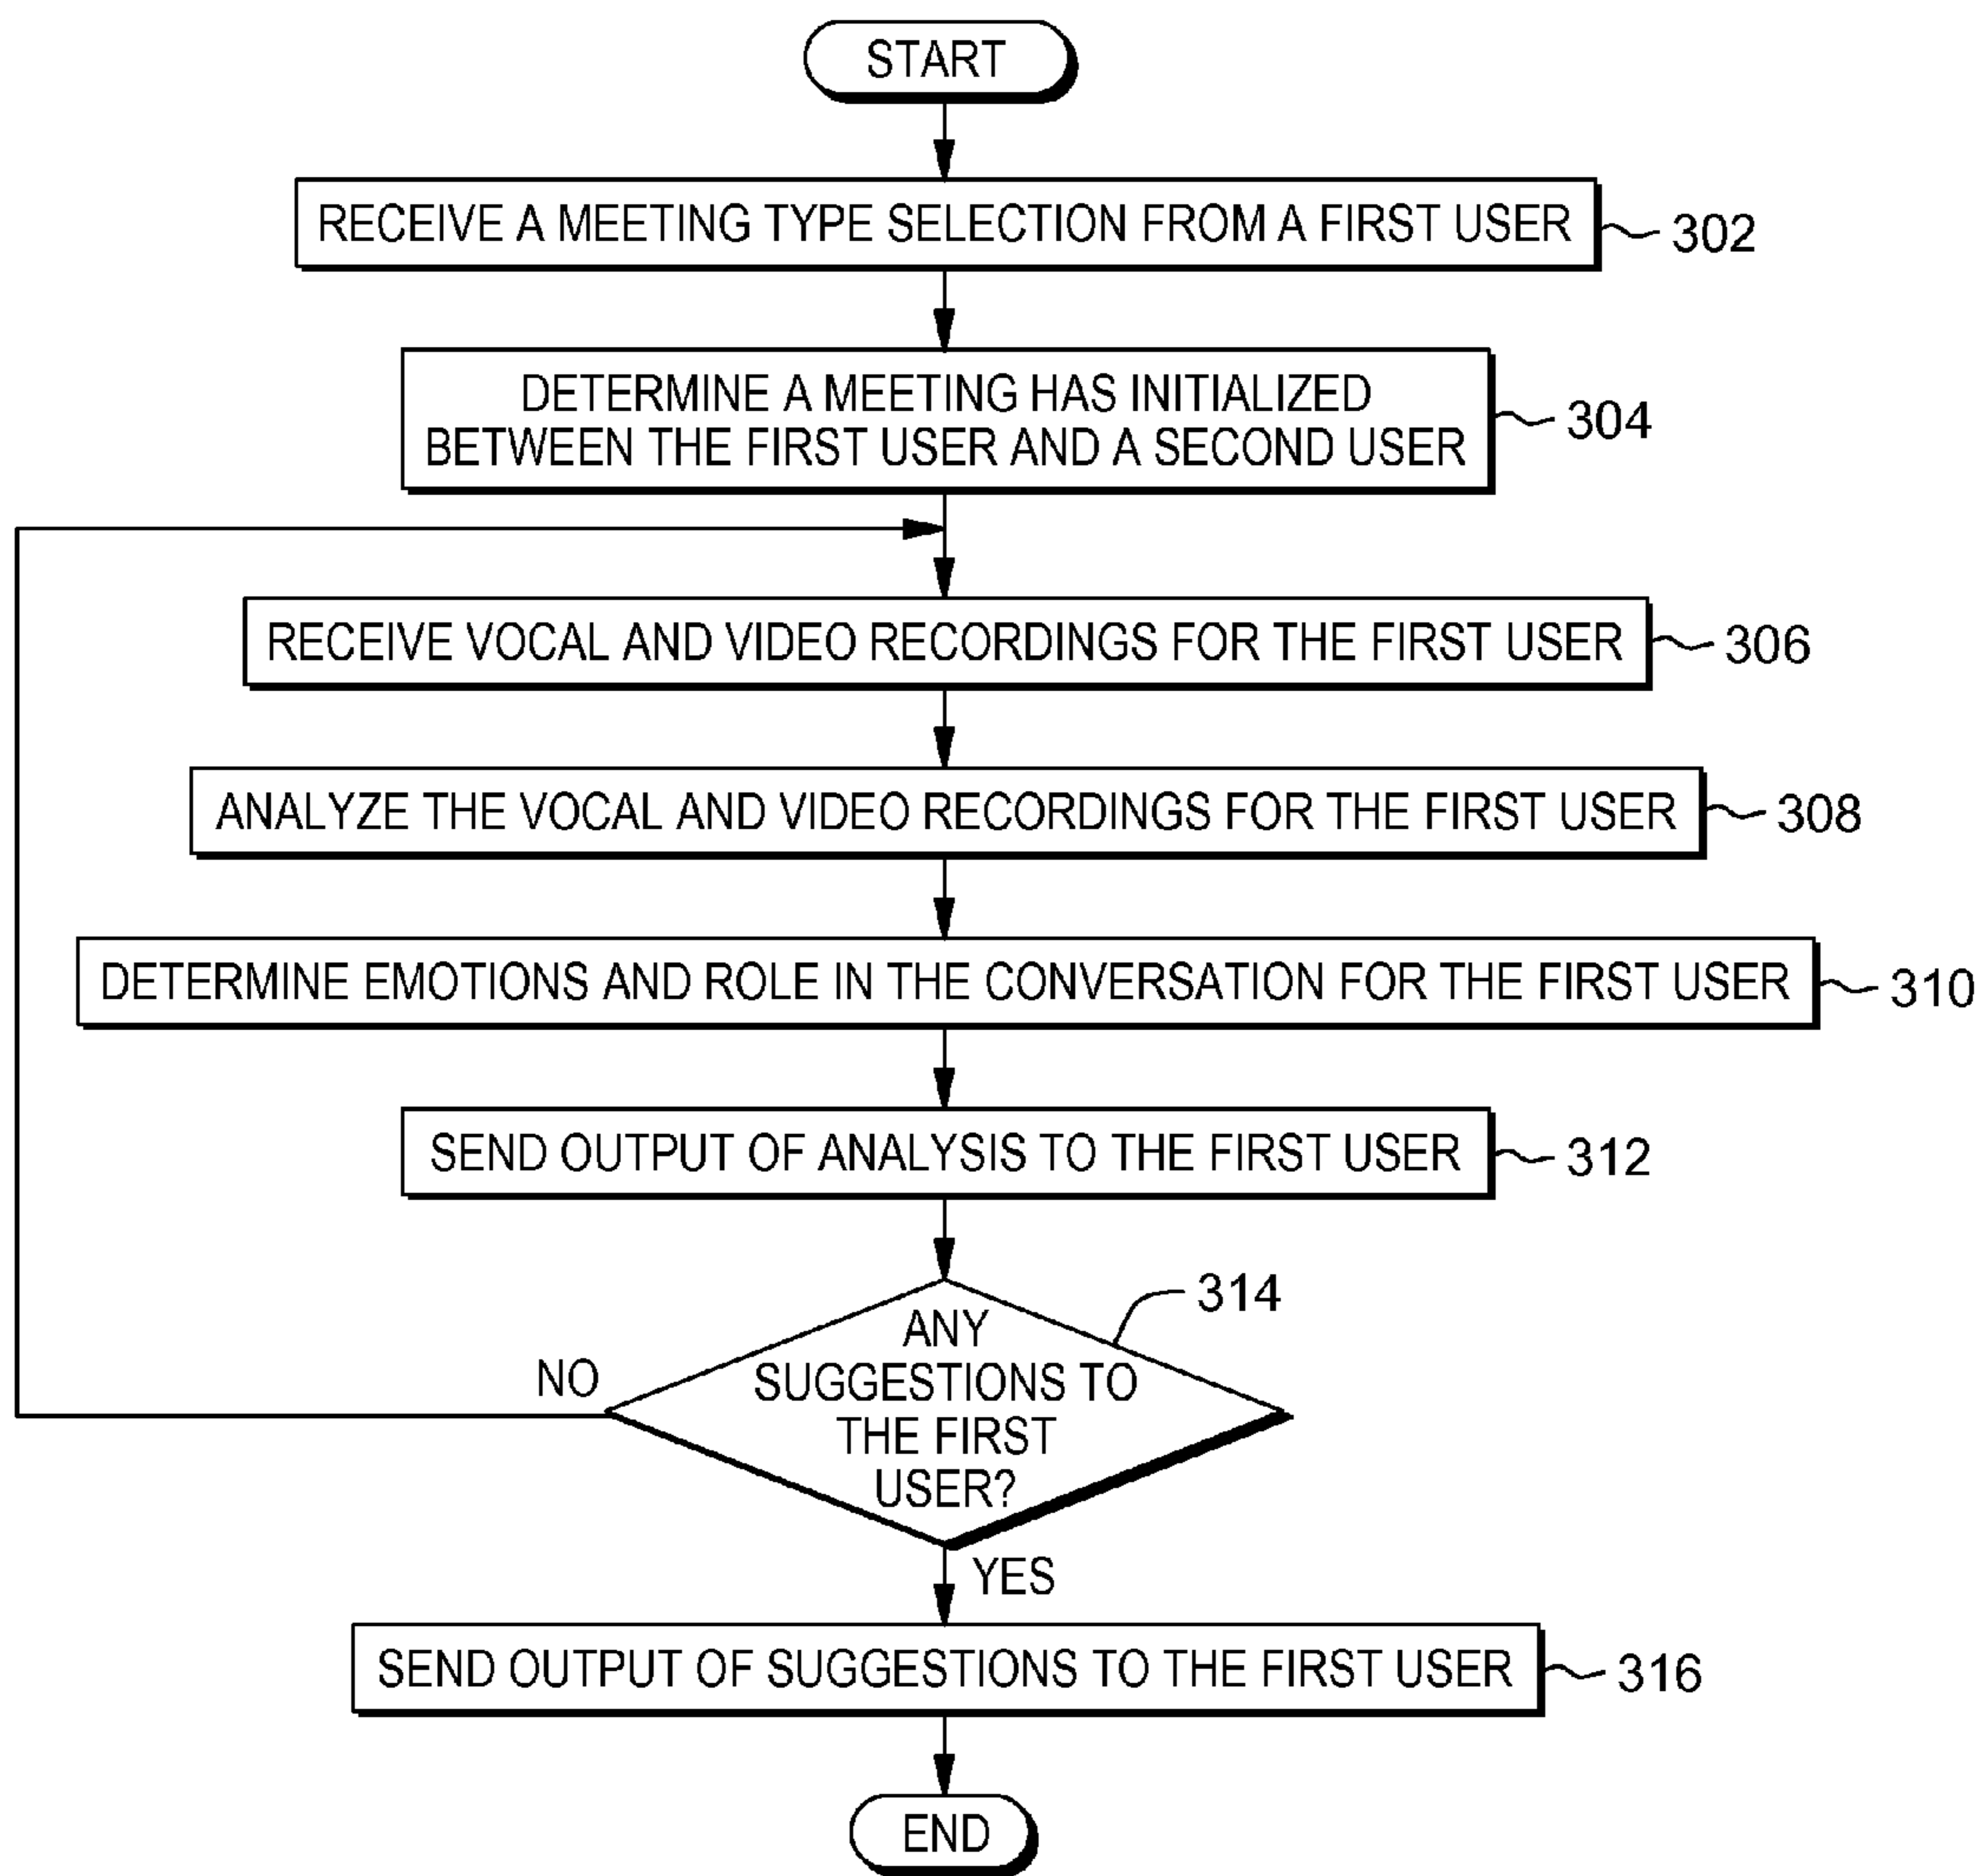 START
RECEIVE A MEETING TYPE SELECTION FROM A FIRST USER
302
DETERMINE A MEETING HAS INITIALIZED
BETWEEN THE FIRST USER AND A SECOND USER
304
RECEIVE VOCAL AND VIDEO RECORDINGS FOR THE FIRST USER
306
ANALYZE THE VOCAL AND VIDEO RECORDINGS FOR THE FIRST USER
308
DETERMINE EMOTIONS AND ROLE IN THE CONVERSATION FOR THE FIRST USER
310
SEND OUTPUT OF ANALYSIS TO THE FIRST USER
312
314
ANY
SUGGESTIONS TO
THE FIRST
USER?
NO
YES
SEND OUTPUT OF SUGGESTIONS TO THE FIRST USER
316
END